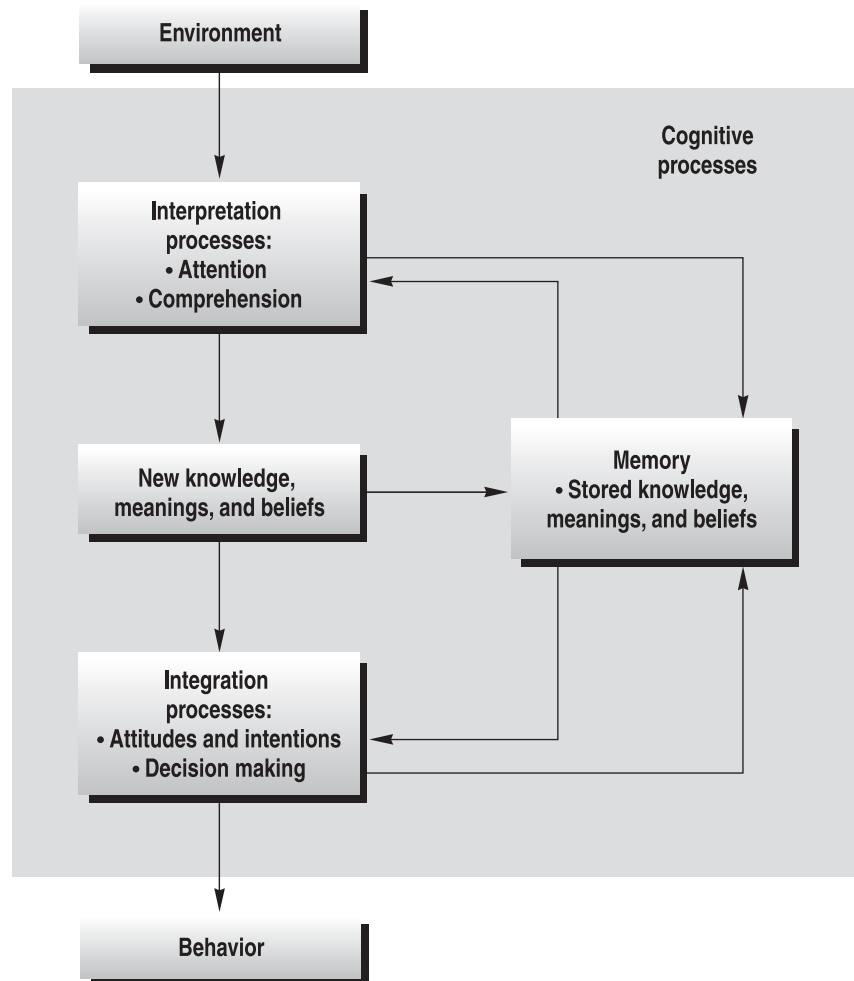 Environment
Cognitive
processes
Interpretation
processes:
• Attention
• Comprehension
New knowledge,
meanings, and beliefs
Memory
• Stored knowledge,
meanings, and beliefs
Integration
processes:
• Attitudes and intentions
• Decision making
Behavior